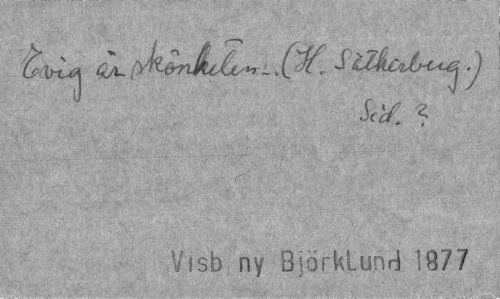 Evig är skönheten... (H. Sätherberg.)
Sid. ?
Visb ny BjörkLund 1877